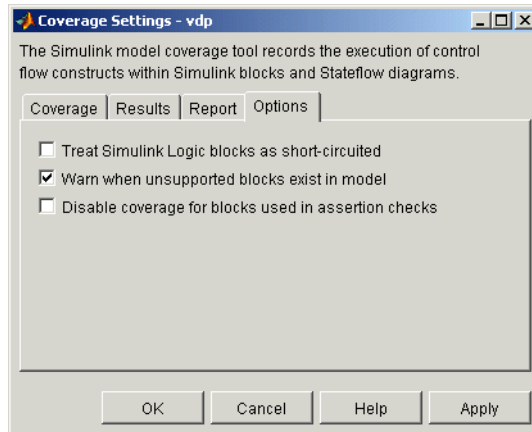 Coverage Settings - vdp
The Simulink model coverage tool records the execution of control
flow constructs within Simulink blocks and Stateflow diagrams.
Coverage Results Report Options
Treat Simulink Logic blocks as short-circuited
Warn when unsupported blocks exist in model
Disable coverage for blocks used in assertion checks
OK Cancel Help Apply